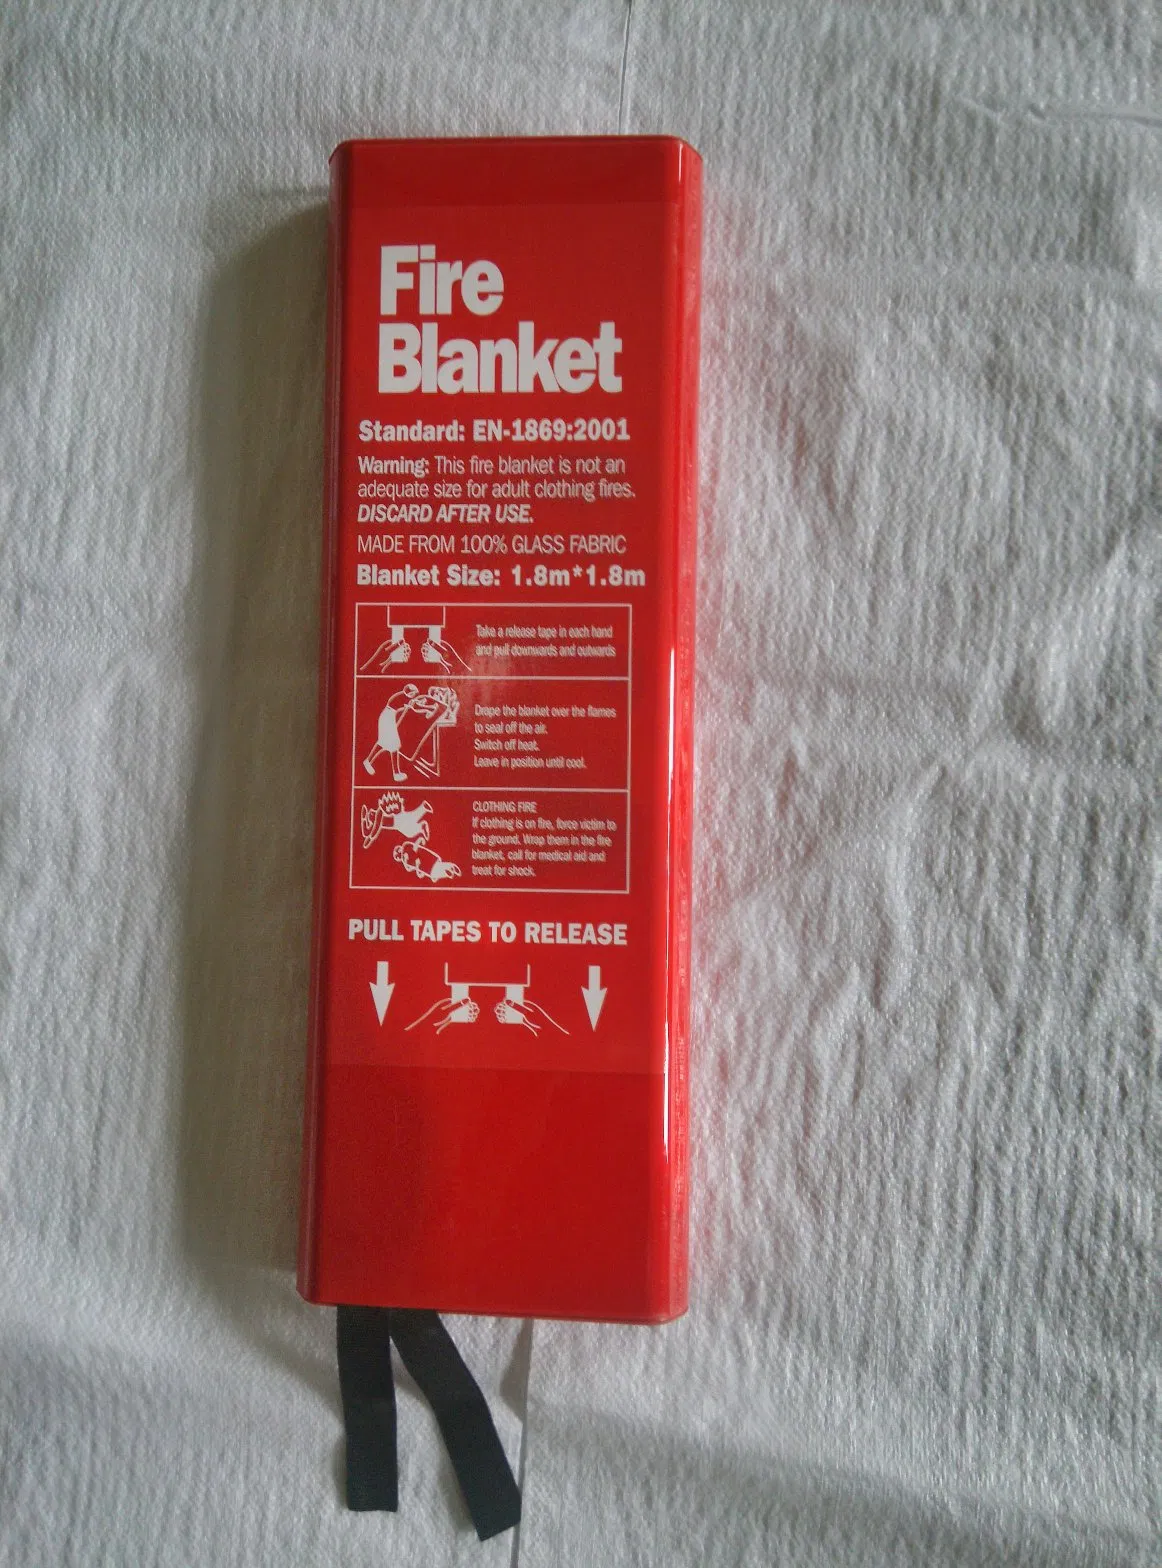 Fire
Blanket
Standard: EN-1869:2001
Warning: This fire blanket is not an
adequate size for adult clothing fires.
DISCARD AFTER USE.
MADE FROM 100% GLASS FABRIC
Blanket Size: 1.8m*1.8m
Take a release tape in each hand
and pull downwards and outwards
Drape the blanket over the flames
to seal off the air.
Switch off heat.
Leave in position until cool.
CLOTHING FIRE
If clothing is on fire, force victim to
the ground. Wrap them in the fire
blanket, call for medical aid and
treat for shock.
PULL TAPES TO RELEASE